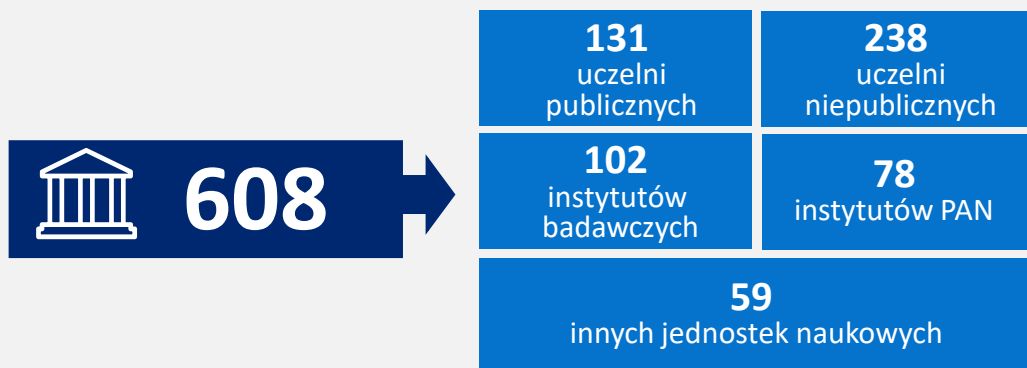 608
131
uczelni
publicznych
238
uczelni
niepublicznych
102
instytutów
badawczych
78
instytutów PAN
59
innych jednostek naukowych